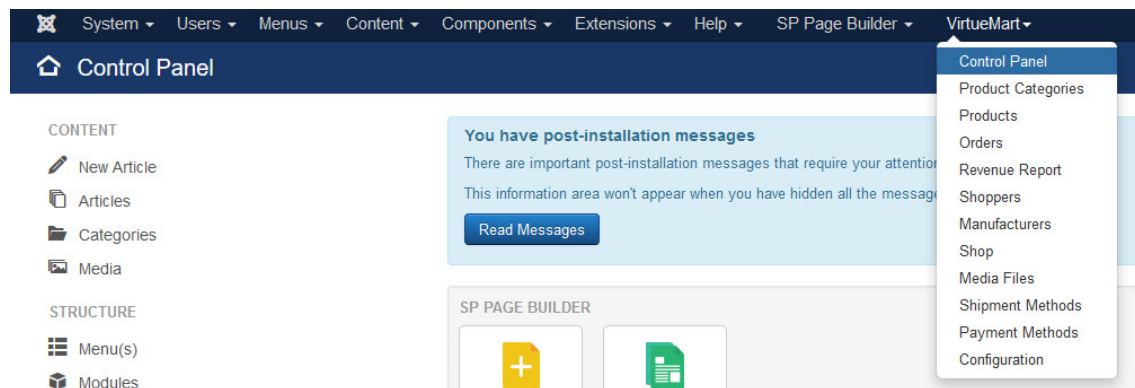 System Users Menus Content Components Extensions Help SP Page Builder VirtueMart
Control Panel
CONTENT
New Article
Articles
Categories
Media
STRUCTURE
Menu(s)
Modules
You have post-installation messages
There are important post-installation messages that require your attention
This information area won't appear when you have hidden all the message
Read Messages
SP PAGE BUILDER
Control Panel
Product Categories
Products
Orders
Revenue Report
Shoppers
Manufacturers
Shop
Media Files
Shipment Methods
Payment Methods
Configuration